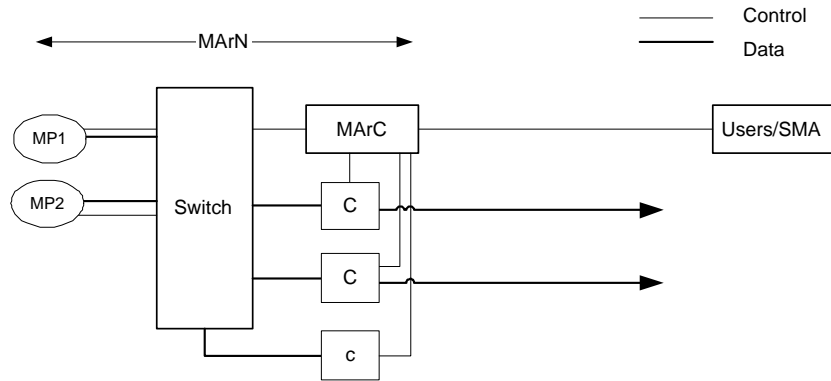 Control
MArN
Data
MArC
Users/SMA
MP1
MP2
Switch
C
C
c